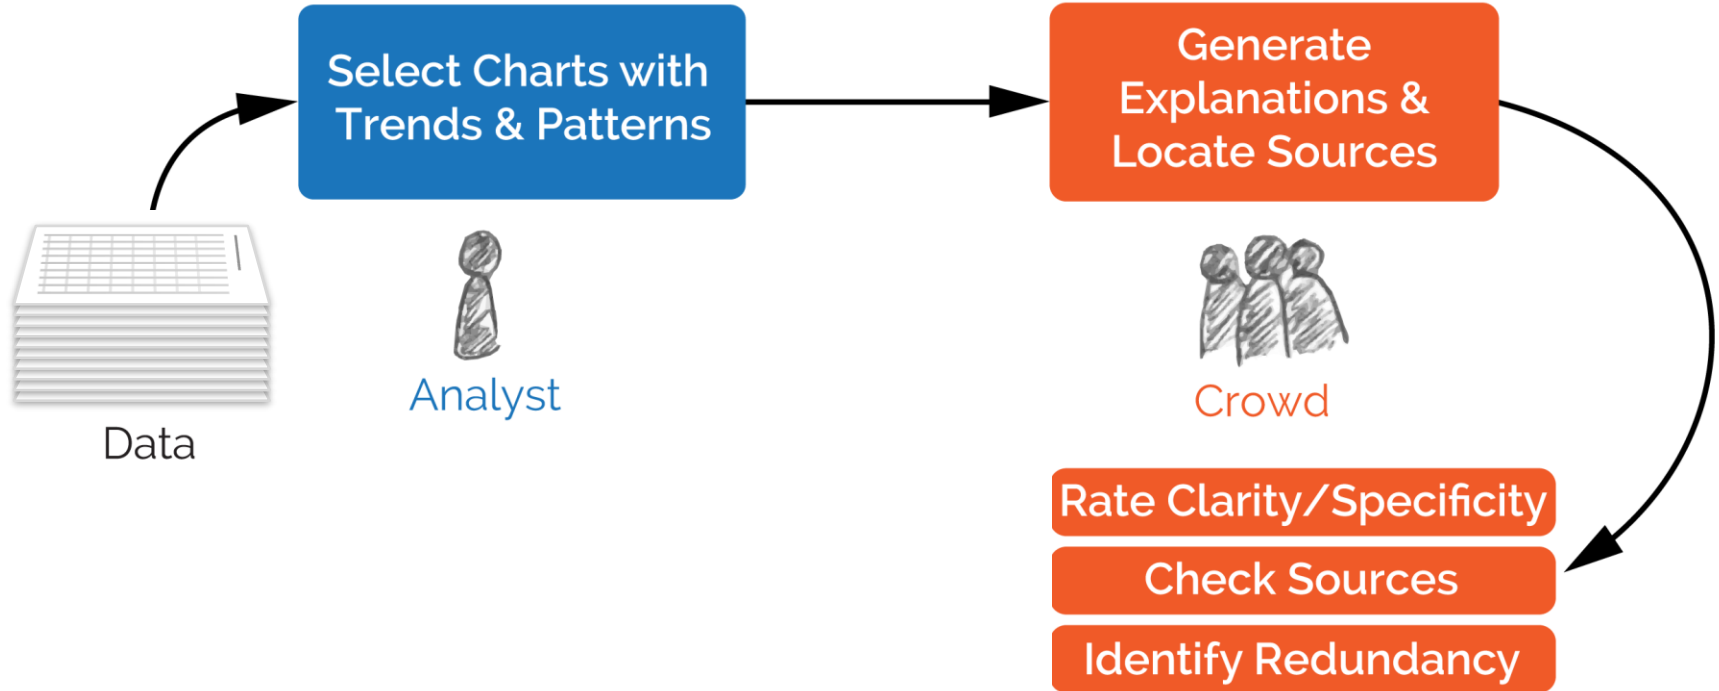 Select Charts with
Trends & Patterns
Generate
Explanations &
Locate Sources
Data
Analyst
Crowd
Rate Clarity/Specificity
Check Sources
Identify Redundancy